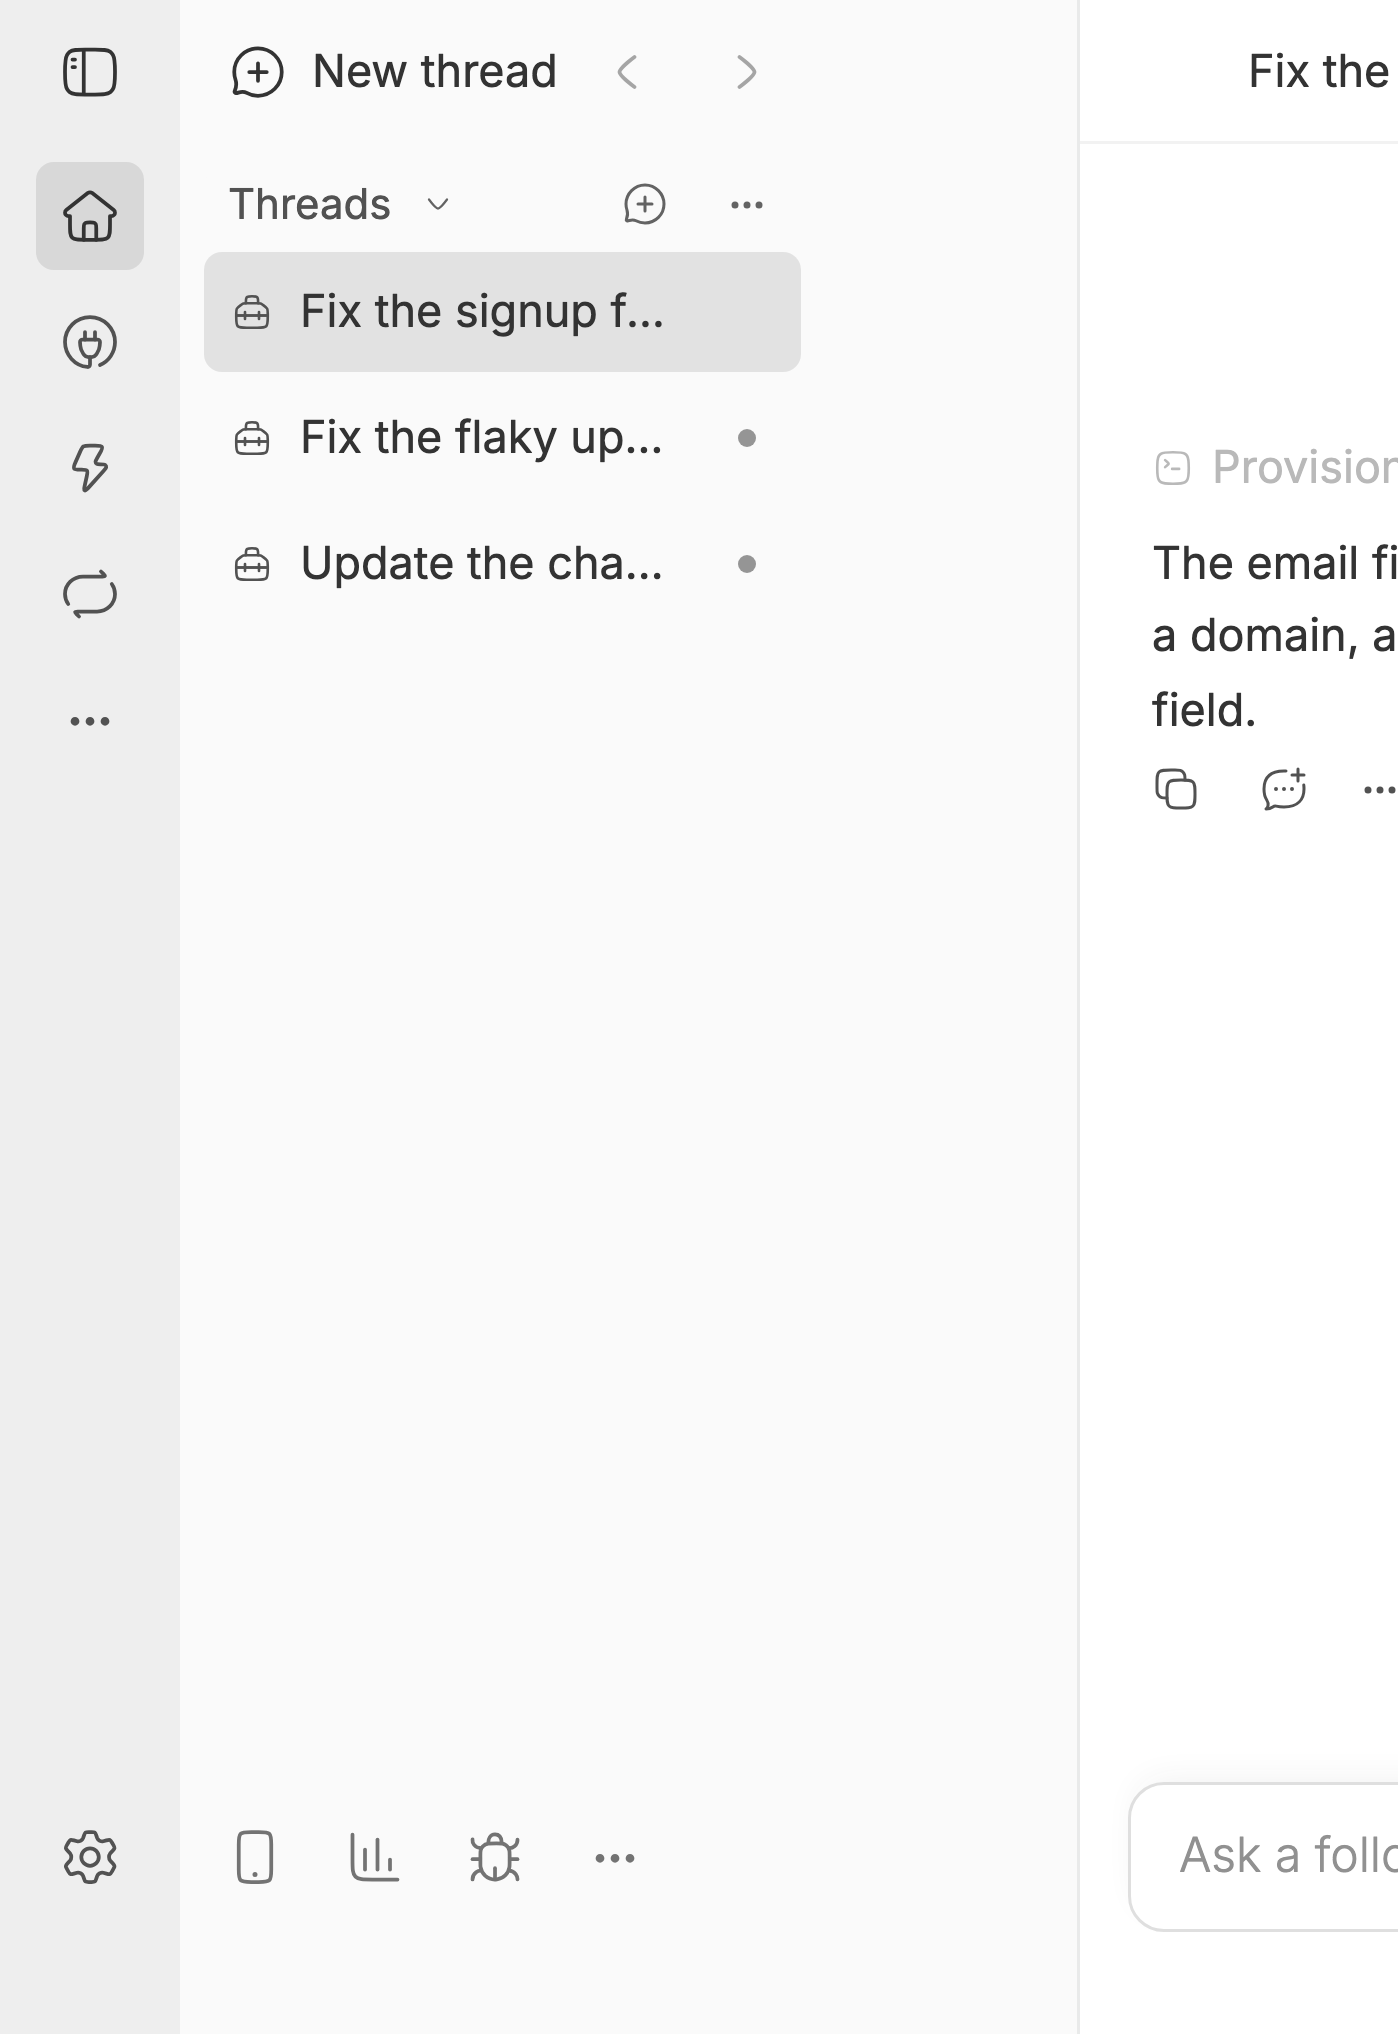 New thread
Fix the
Threads
Fix the signup f...
Fix the flaky up...
Update the cha...
Provision
The email fi
a domain, a
field.
Ask a follo